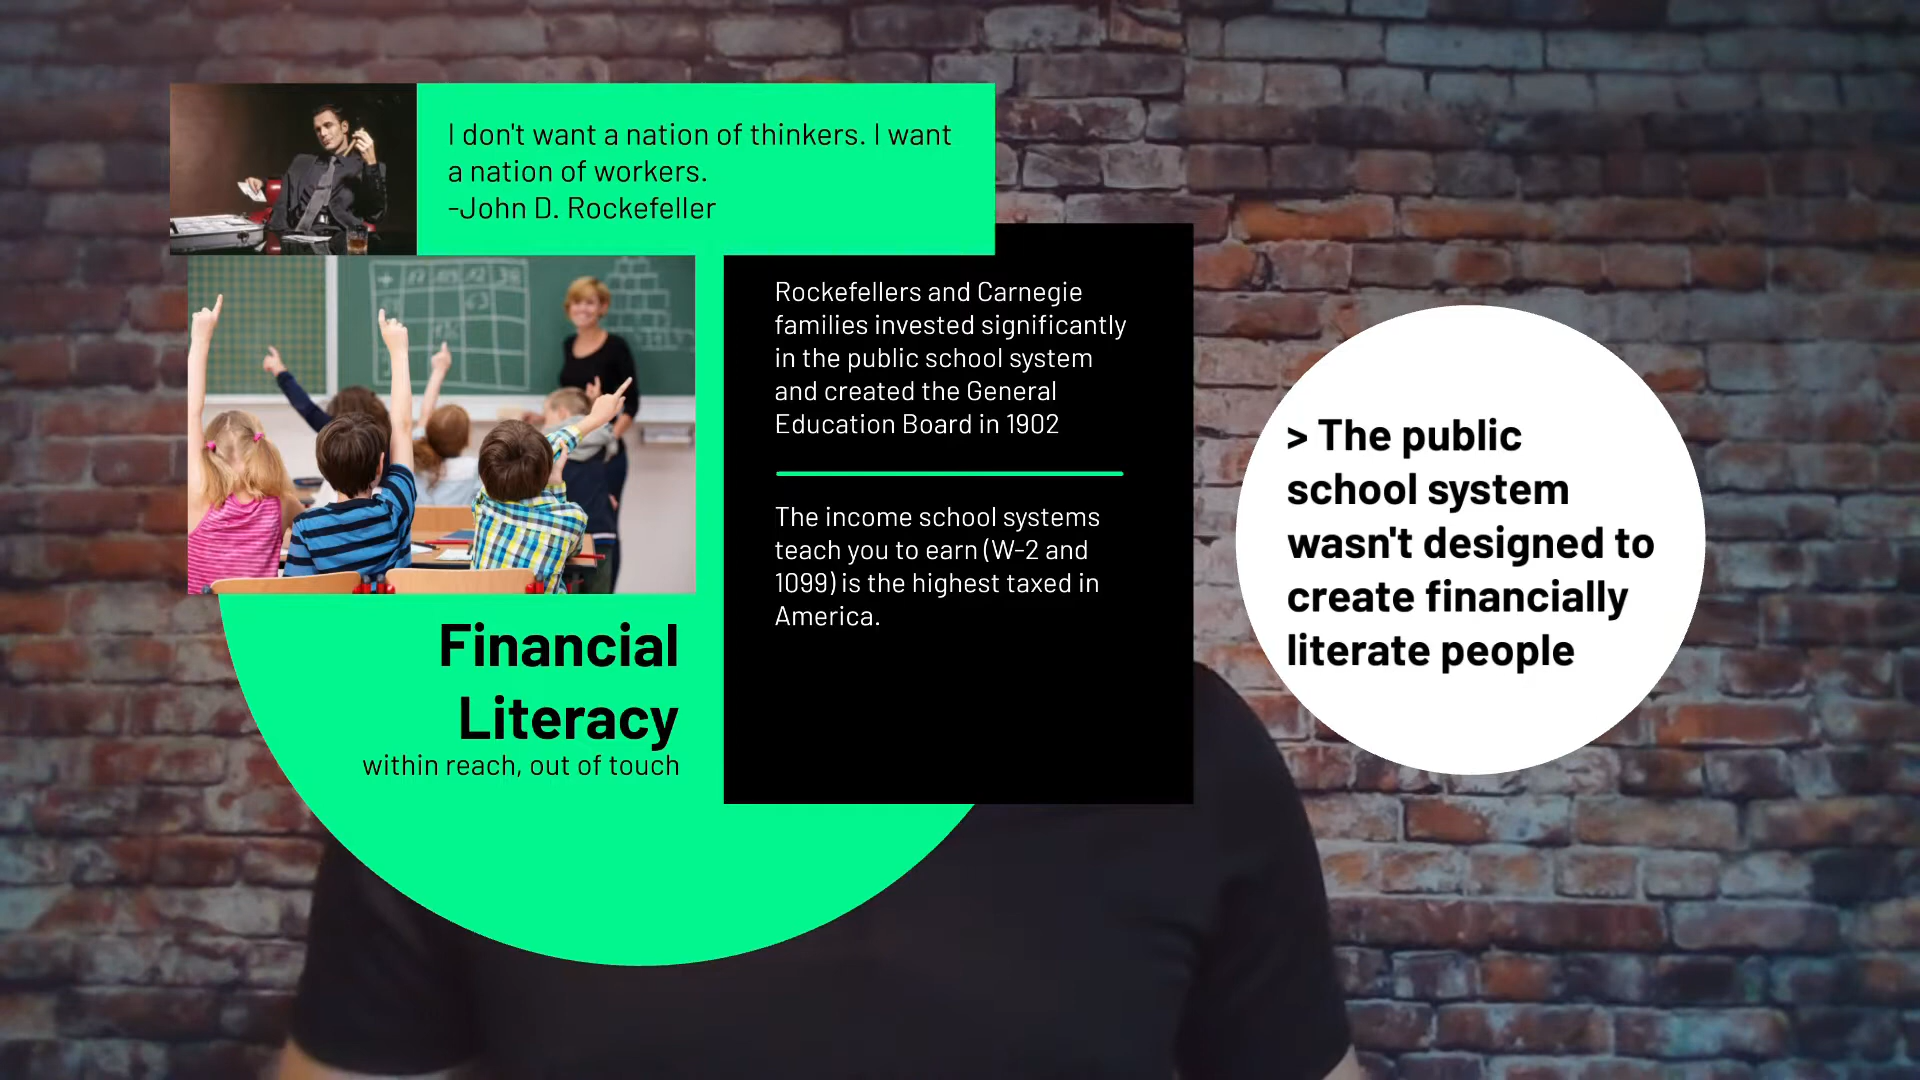 I don't want a nation of thinkers. I want
a nation of workers.
-John D. Rockefeller
Rockefellers and Carnegie
families invested significantly
in the public school system
and created the General
Education Board in 1902
The income school systems
teach you to earn (W-2 and
1099) is the highest taxed in
America.
Financial
Literacy
within reach, out of touch
> The public
school system
wasn't designed to
create financially
literate people